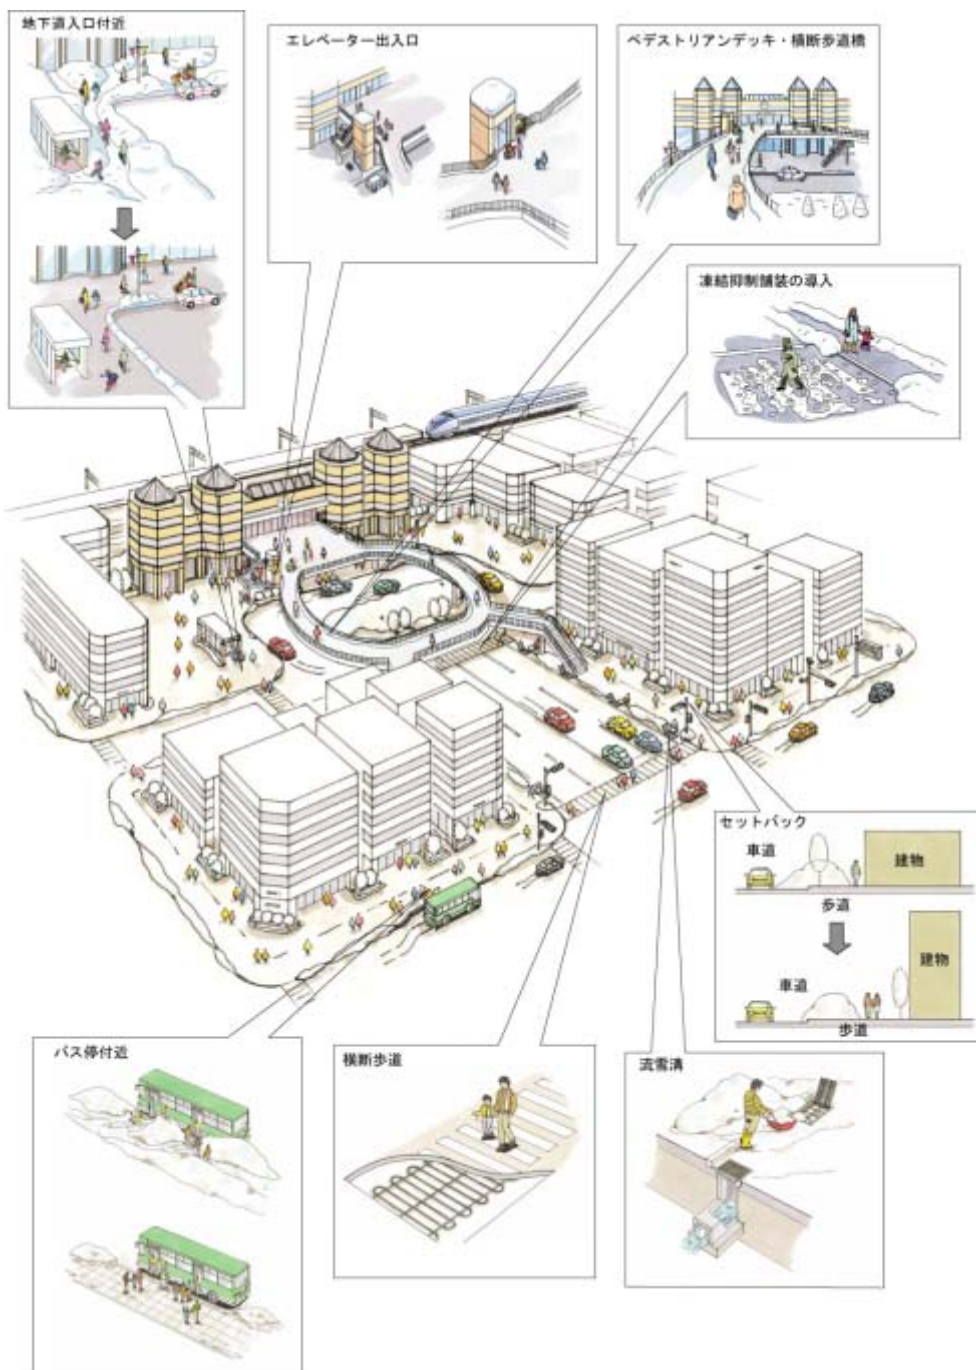 地下道入口付近
エレベーター出入口
ペデストリアンデッキ・横断歩道橋
凍結抑制舗装の導入
セットバック
車道
建物
歩道
車道
建物
歩道
バス停付近
横断歩道
流雪溝